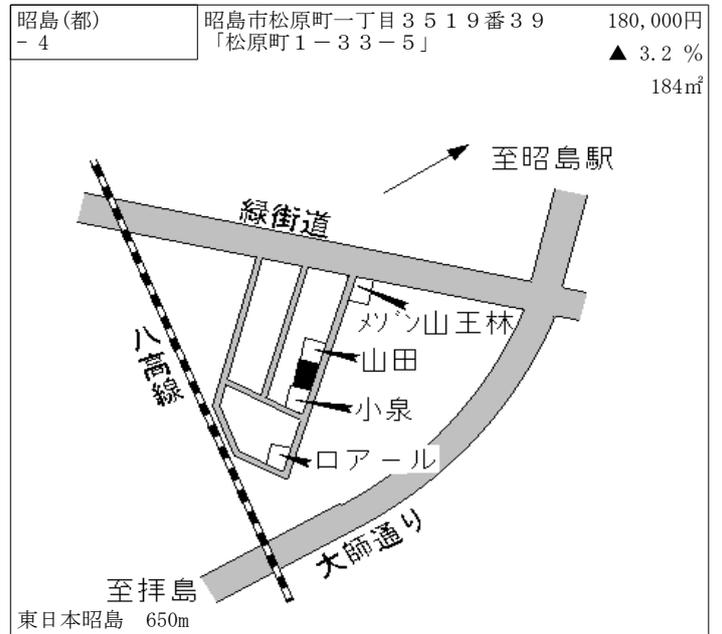 昭島(都)
- 4
昭島市松原町一丁目３５１９番３９
「松原町１－３３－５」
180,000円
▲ 3.2 %
184㎡
至昭島駅
緑街道
ﾒｿﾞﾝ山王林
八高線
山田
小泉
ロアール
大師通り
至拝島
東日本昭島　650m